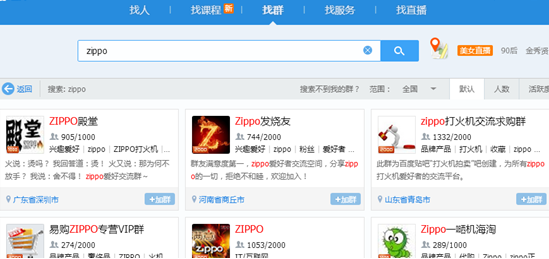 找人 找课程 新 找群 找服务 找直播
zippo 美女直播 90后 金秀贤
返回 搜索: zippo 搜索不到我的群？ 范围： 全国 默认 人数 活跃度
ZIPPO殿堂
905/1000
兴趣爱好 | zippo | ZIPPO打火机 |
火说：烫吗？ 我回答道：烫！ 火又说：那为何不
放手？ 我说：舍不得！ zippo爱好交流群~
广东省深圳市 +加群
Zippo发烧友
744/2000
兴趣爱好 | zippo | 粉丝 | 爱好者 ...
群友满意度第一，zippo爱好者交流空间，分享zipp
o的一切，拒绝不和睦，欢迎加入！
河南省商丘市 +加群
zippo打火机交流求购群
1332/2000
品牌产品 | 打火机 | 收藏 | zippo
此群为百度贴吧"打火机拍卖"吧创建，为所有zippo
打火机爱好者的交流平台。
山东省青岛市 +加群
易购ZIPPO专营VIP群
274/2000
品牌产品 | 奢侈品 | ZIPPO | 火机
ZIPPO
1053/2000
IT/互联网
Zippo一啱机海淘
289/1000
品牌产品 | 代购 | Zippo | zippo正